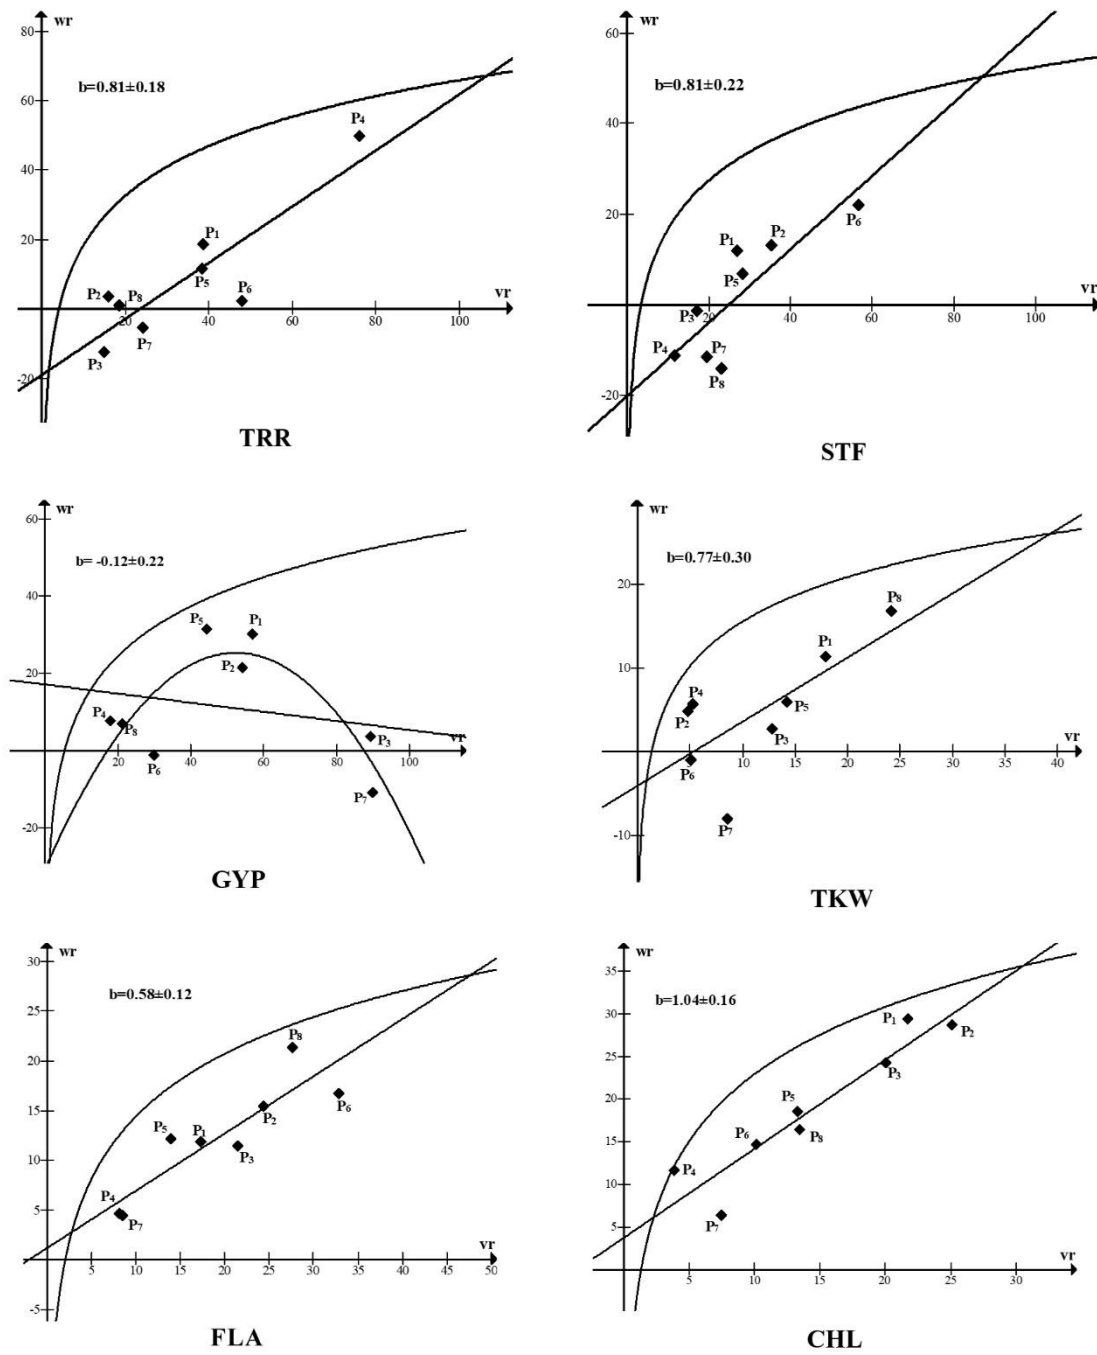 wr
80
b=0.81±0.18
60
P4
40
20
P1
P5
P2
P8
P6
vr
20
40
60
80
100
P7
P3
-20
TRR
wr
60
b=0.81±0.22
40
20
P6
P1
P2
P5
vr
P3
20
40
60
80
100
P4
P7
P8
-20
STF
wr
60
b= -0.12±0.22
40
P5
P1
20
P2
P4
P8
P3
vr
20
40
60
80
100
P6
P7
-20
GYP
wr
b=0.77±0.30
20
P8
P1
10
P4
P2
P5
P3
vr
P6
10
20
30
40
P7
-10
TKW
wr
30
b=0.58±0.12
25
20
P8
15
P6
P2
P5
P1
P3
10
5
P4
P7
vr
5
10
15
20
25
30
35
40
45
50
-5
FLA
wr
35
b=1.04±0.16
30
P1
P2
25
P3
20
P5
15
P6
P8
10
P4
5
P7
vr
5
10
15
20
25
30
CHL